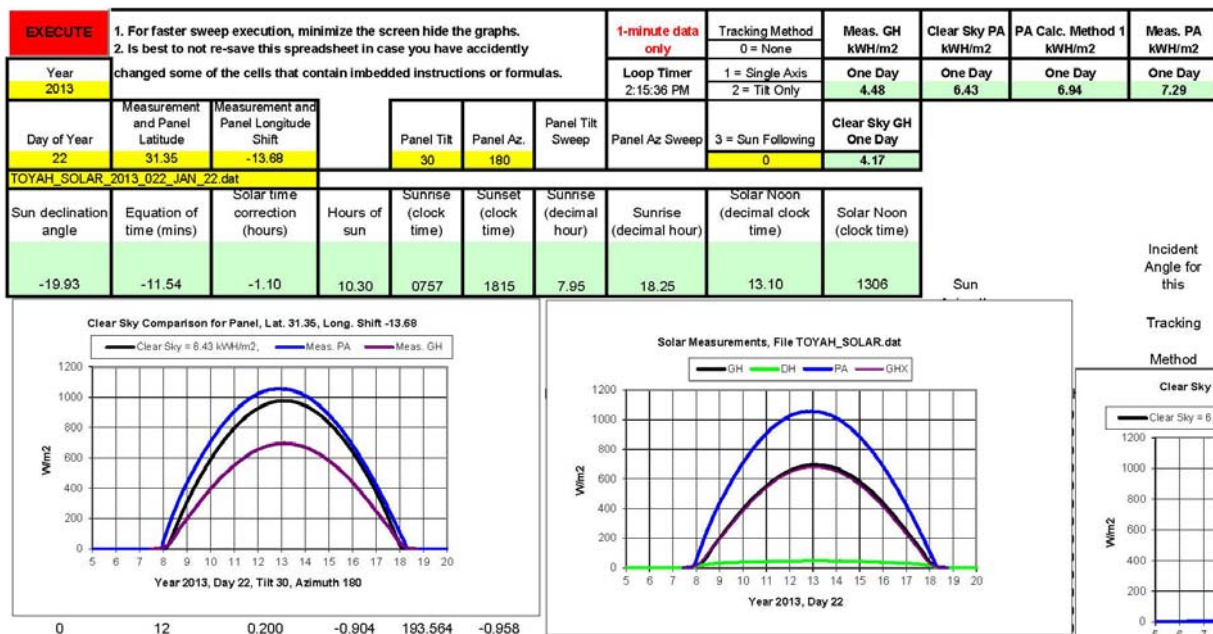 EXECUTE
1. For faster sweep execution, minimize the screen hide the graphs.
2. Is best to not re-save this spreadsheet in case you have accidently
changed some of the cells that contain imbedded instructions or formulas.
1-minute data only
Tracking Method
0 = None
Meas. GH kWH/m2
Clear Sky PA kWH/m2
PA Calc. Method 1 kWH/m2
Meas. PA kWH/m2
Year
2013
Loop Timer
2:15:36 PM
1 = Single Axis
2 = Tilt Only
One Day
4.48
One Day
6.43
One Day
6.94
One Day
7.29
Day of Year
22
Measurement and Panel Latitude
31.35
Measurement and Panel Longitude Shift
-13.68
Panel Tilt
30
Panel Az.
180
Panel Tilt Sweep
Panel Az Sweep
3 = Sun Following
0
Clear Sky GH One Day
4.17
TOYAH_SOLAR_2013_022_JAN_22.dat
Sun declination angle
-19.93
Equation of time (mins)
-11.54
Solar time correction (hours)
-1.10
Hours of sun
10.30
Sunrise (clock time)
0757
Sunset (clock time)
1815
Sunrise (decimal hour)
7.95
Sunrise (decimal hour)
18.25
Solar Noon (decimal clock time)
13.10
Solar Noon (clock time)
1306
Sun
Incident
Angle for
this
Tracking
Method
Clear Sky Comparison for Panel, Lat. 31.35, Long. Shift -13.68
Clear Sky = 6.43 kWH/m2, Meas. PA Meas. GH
1200
1000
800
600
400
200
0
W/m2
5 6 7 8 9 10 11 12 13 14 15 16 17 18 19 20
Year 2013, Day 22, Tilt 30, Azimuth 180
Solar Measurements, File TOYAH_SOLAR.dat
GH DH PA GHX
1200
1000
800
600
400
200
0
W/m2
5 6 7 8 9 10 11 12 13 14 15 16 17 18 19 20
Year 2013, Day 22
Clear Sky
Clear Sky = 6
1200
1000
800
600
400
200
0
W/m2
0 12 0.200 -0.904 193.564 -0.958